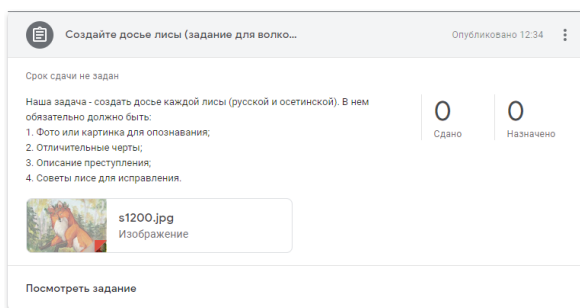 Создайте досье лисы (задание для волко...
Опубликовано 12:34
Срок сдачи не задан
Наша задача - создать досье каждой лисы (русской и осетинской). В нем
обязательно должно быть:
1. Фото или картинка для опознавания;
2. Отличительные черты;
3. Описание преступления;
4. Советы лисе для исправления.
0
Сдано
0
Назначено
s1200.jpg
Изображение
Посмотреть задание